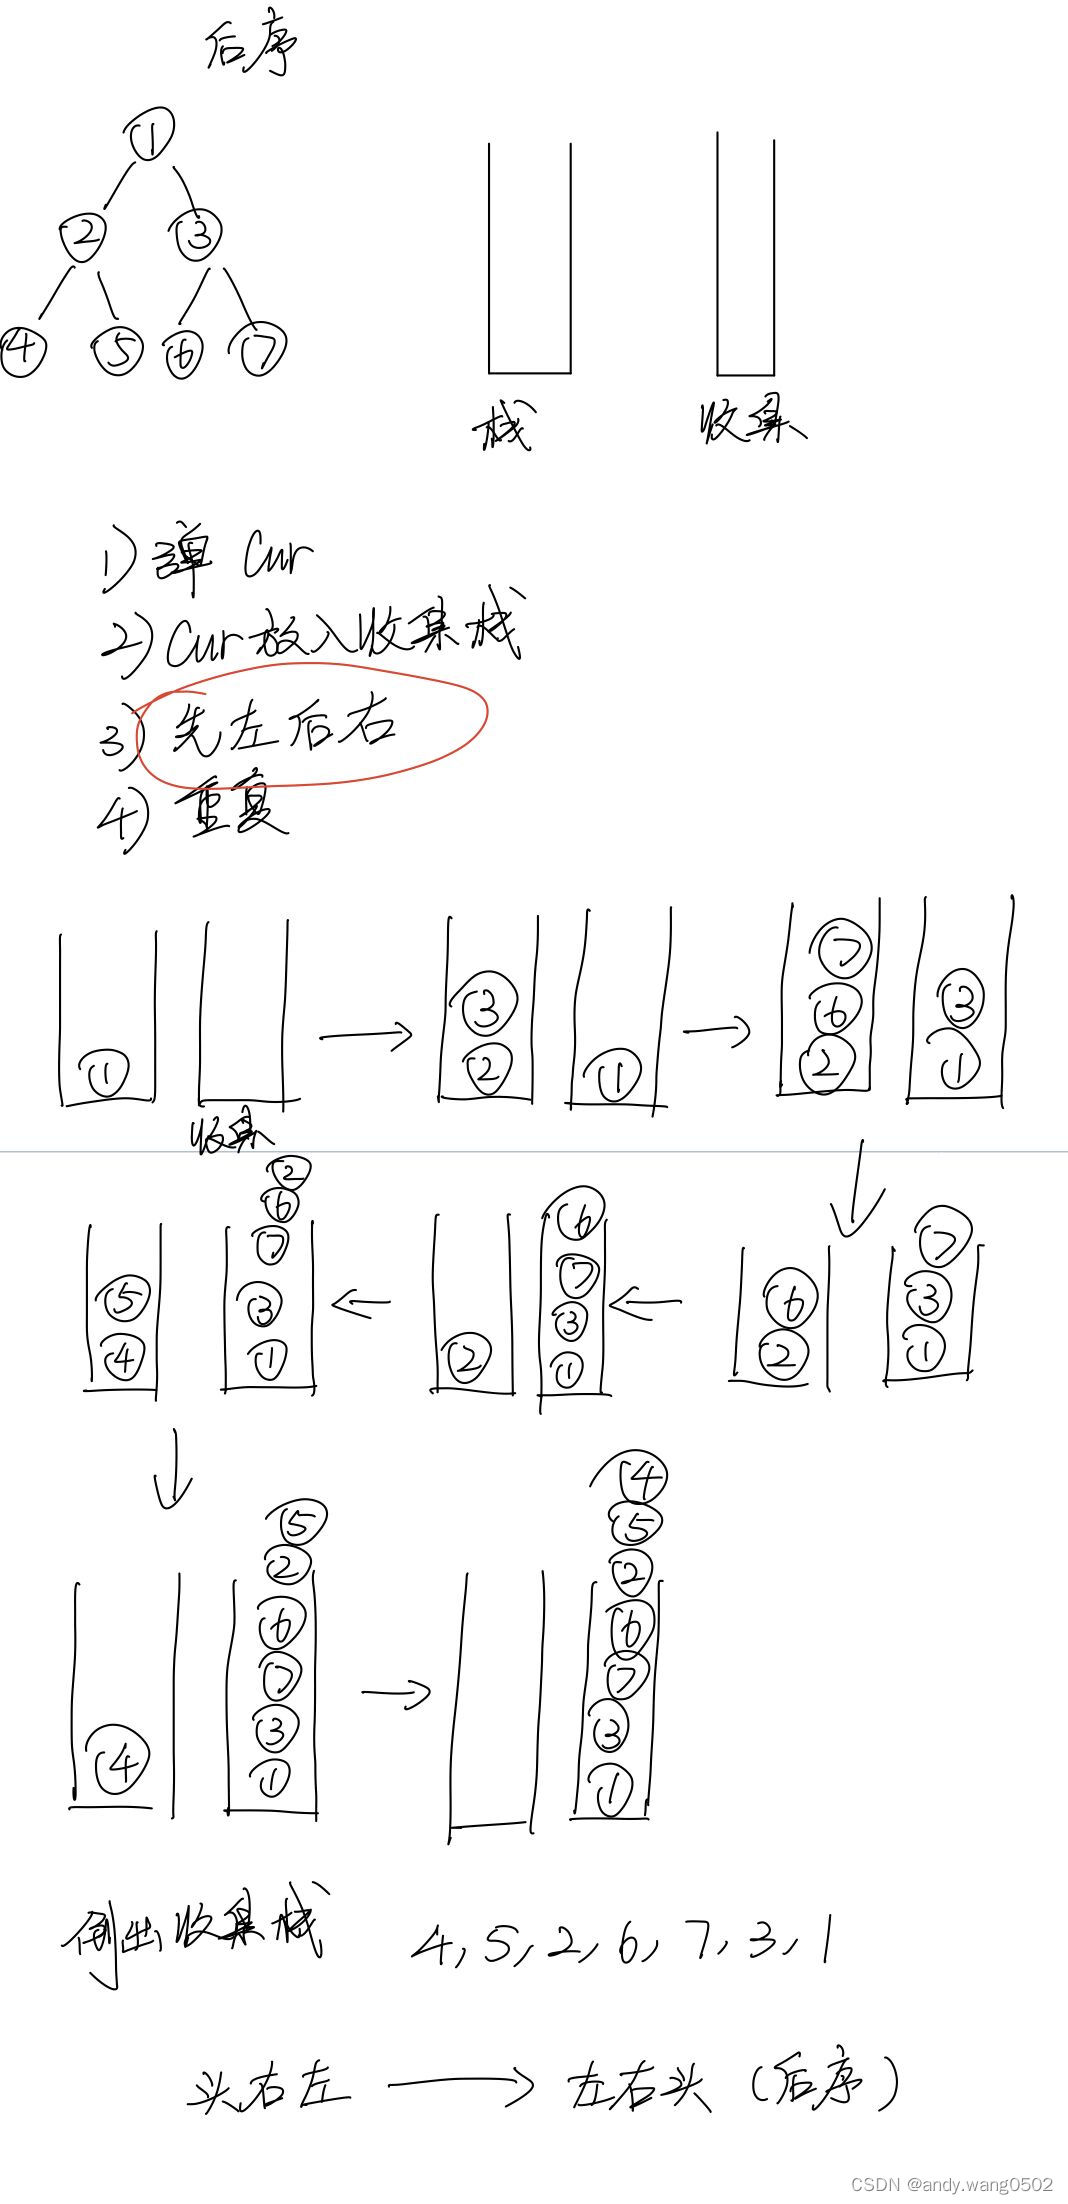 后序
①
② ③
④ ⑤ ⑥ ⑦
栈 收集
1) 弹 Cur
2) Cur放入收集栈
3) 先左后右
4) 重复
① 收集
③ ② ①
⑦ ⑥ ② ③ ①
⑥ ② ⑦ ③ ①
② ⑥ ⑦ ③ ①
⑤ ④ ② ⑥ ⑦ ③ ①
④ ⑤ ② ⑥ ⑦ ③ ①
④ ⑤ ② ⑥ ⑦ ③ ①
倒出收集栈 4, 5, 2, 6, 7, 3, 1
头右左 → 左右头 (后序)
CSDN @andy.wang0502